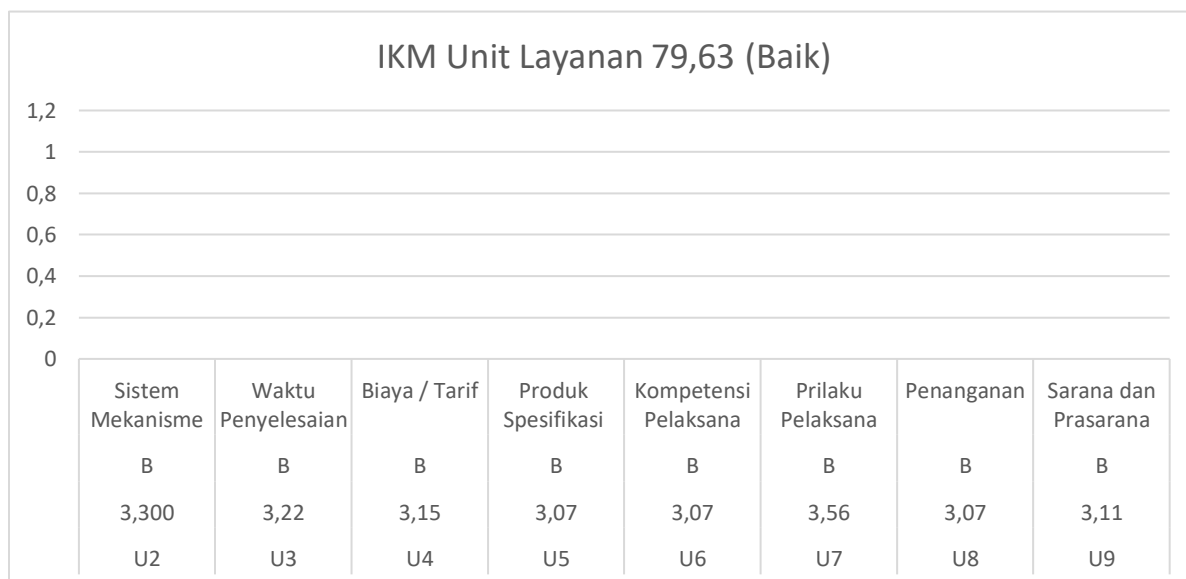 IKM Unit Layanan 79,63 (Baik)
1,2
1
0,8
0,6
0,4
0,2
0
Sistem Waktu Biaya / Tarif Produk Kompetensi Prilaku Penanganan Sarana dan
Mekanisme Penyelesaian Spesifikasi Pelaksana Pelaksana Prasarana
B B B B B B B B
3,300 3,22 3,15 3,07 3,07 3,56 3,07 3,11
U2 U3 U4 U5 U6 U7 U8 U9